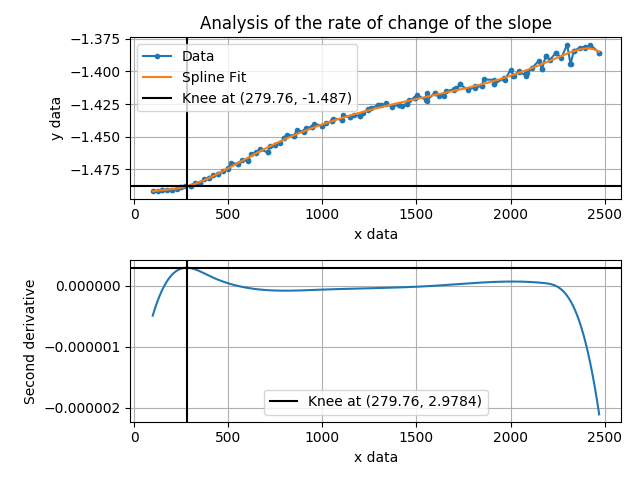 Analysis of the rate of change of the slope
−1.375
−1.400
−1.425
−1.450
−1.475
y data
Data
Spline Fit
Knee at (279.76, -1.487)
0
500
1000
1500
2000
2500
x data
0.000000
−0.000001
−0.000002
Second derivative
Knee at (279.76, 2.9784)
0
500
1000
1500
2000
2500
x data